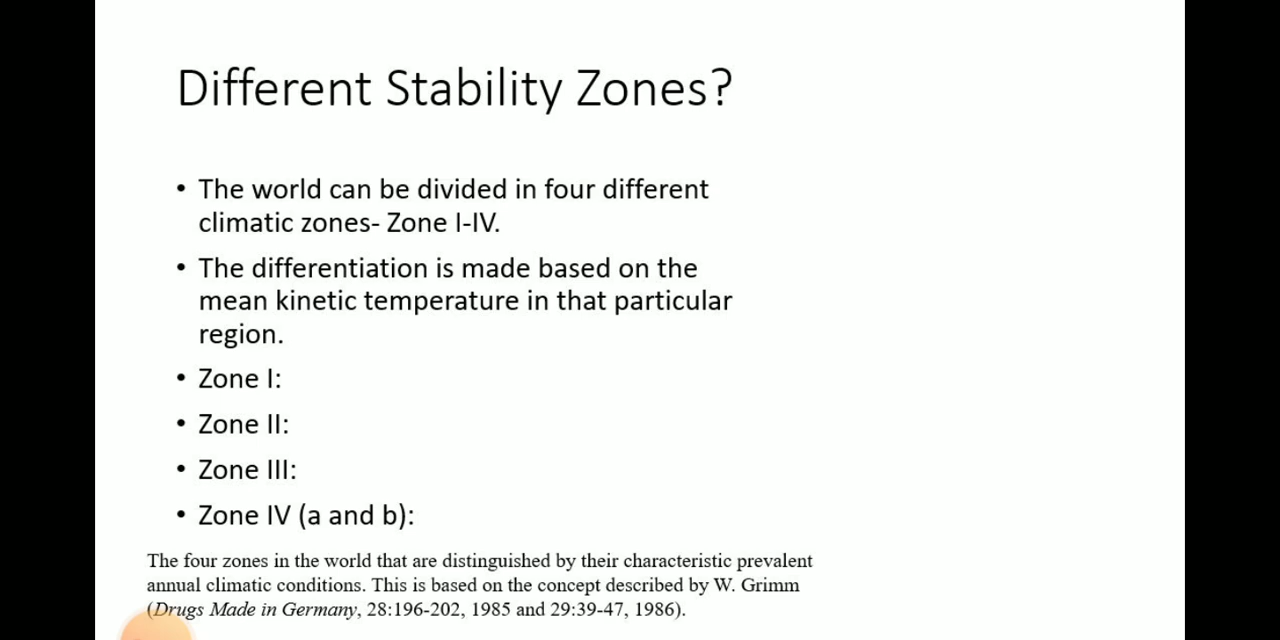 Different Stability Zones?
• The world can be divided in four different
climatic zones- Zone I-IV.
• The differentiation is made based on the
mean kinetic temperature in that particular
region.
• Zone I:
• Zone II:
• Zone III:
• Zone IV (a and b):
The four zones in the world that are distinguished by their characteristic prevalent
annual climatic conditions. This is based on the concept described by W. Grimm
(Drugs Made in Germany, 28:196-202, 1985 and 29:39-47, 1986).